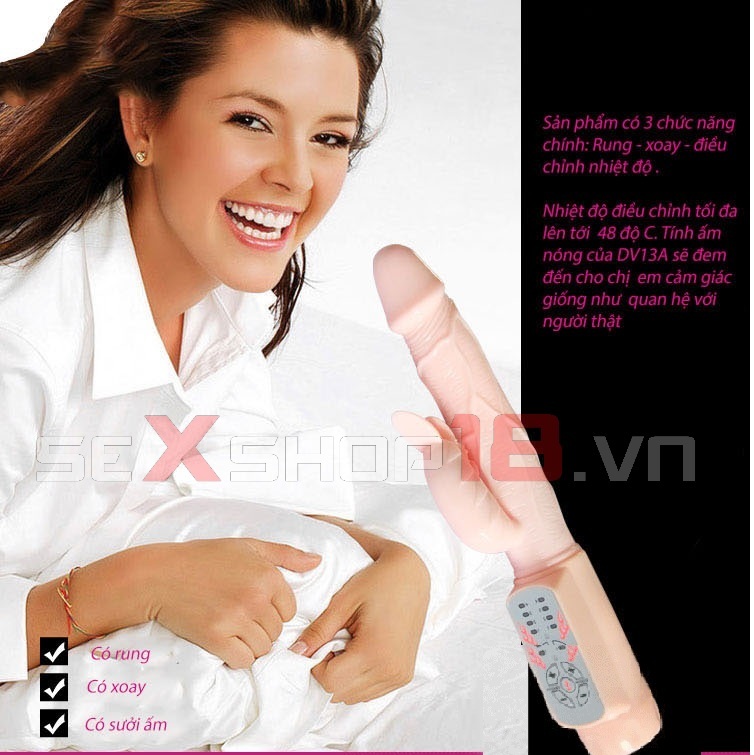 Sản phẩm có 3 chức năng
chính: Rung - xoay - điều
chỉnh nhiệt độ .
Nhiệt độ điều chỉnh tối đa
lên tới 48 độ C. Tính ấm
nóng của DV13A sẽ đem
đến cho chị em cảm giác
giống như quan hệ với
người thật
seXshop18.vn
Có rung
Có xoay
Có sưởi ấm